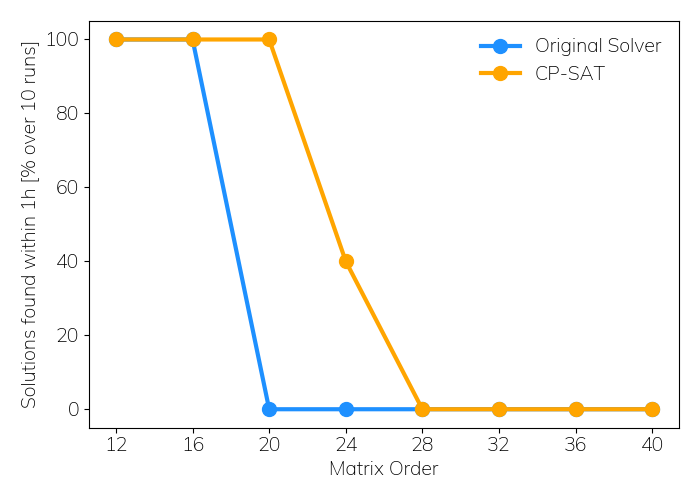 Original Solver
CP-SAT
Solutions found within 1h [% over 10 runs]
100
80
60
40
20
0
12 16 20 24 28 32 36 40
Matrix Order